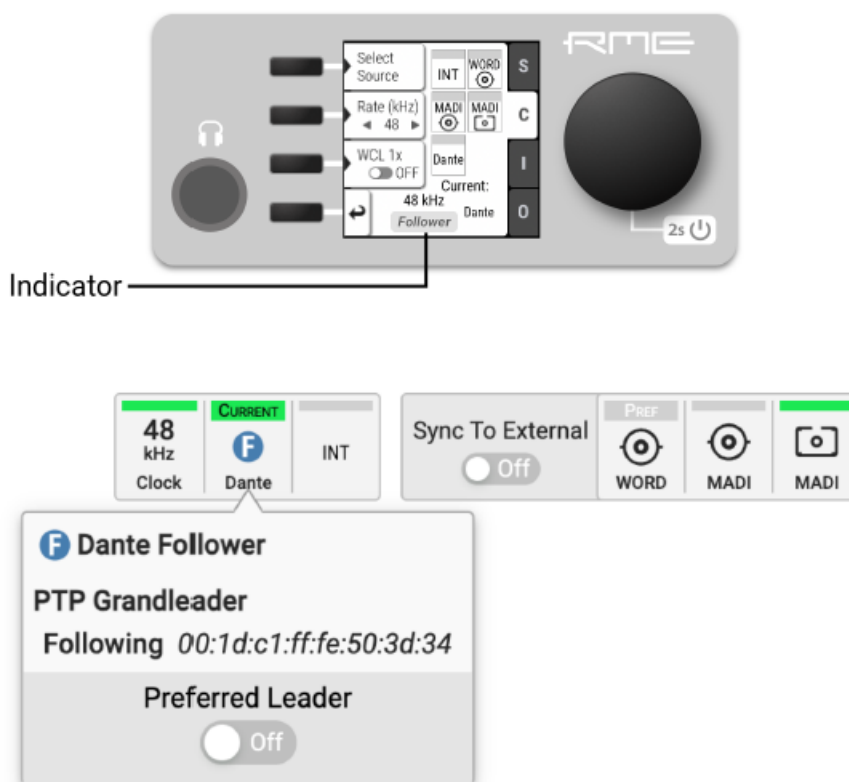 RME
Select
Source
INT
WORD
S
Rate (kHz)
48
MADI
MADI
C
WCL 1x
OFF
Dante
I
Current:
48 kHz
Dante
Follower
O
2s
Indicator
48
kHz
Clock
CURRENT
F
Dante
INT
Sync To External
Off
PREF
WORD
MADI
MADI
F Dante Follower
PTP Grandleader
Following 00:1d:c1:ff:fe:50:3d:34
Preferred Leader
Off